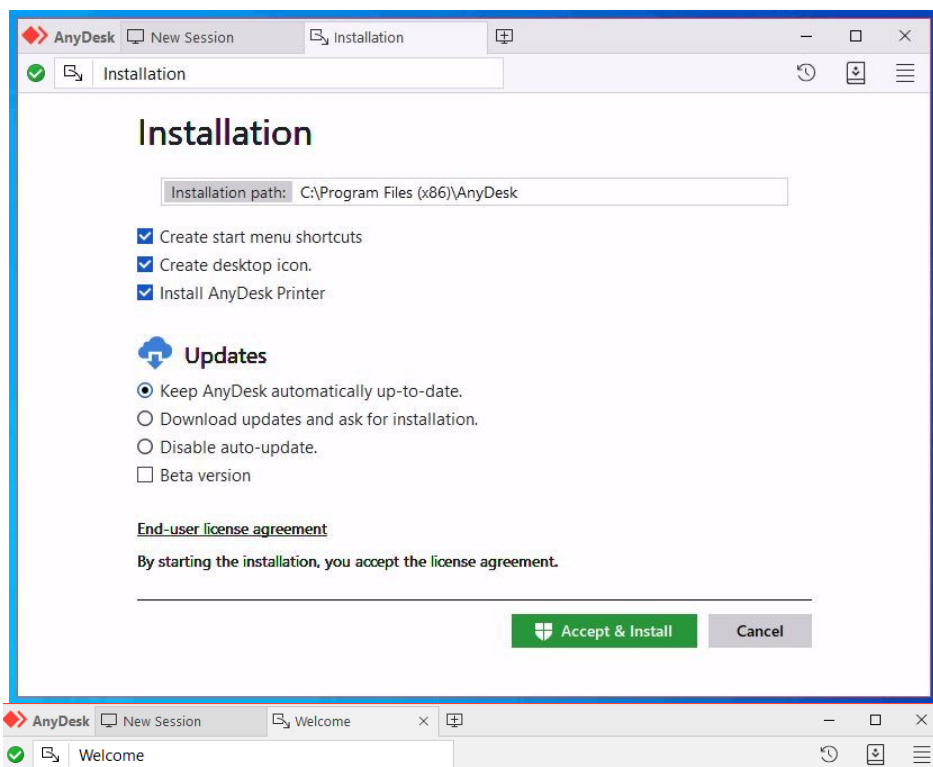 AnyDesk New Session Installation
Installation
Installation
Installation path: C:\Program Files (x86)\AnyDesk
Create start menu shortcuts
Create desktop icon.
Install AnyDesk Printer
Updates
Keep AnyDesk automatically up-to-date.
Download updates and ask for installation.
Disable auto-update.
Beta version
End-user license agreement
By starting the installation, you accept the license agreement.
Accept & Install Cancel
AnyDesk New Session Welcome
Welcome